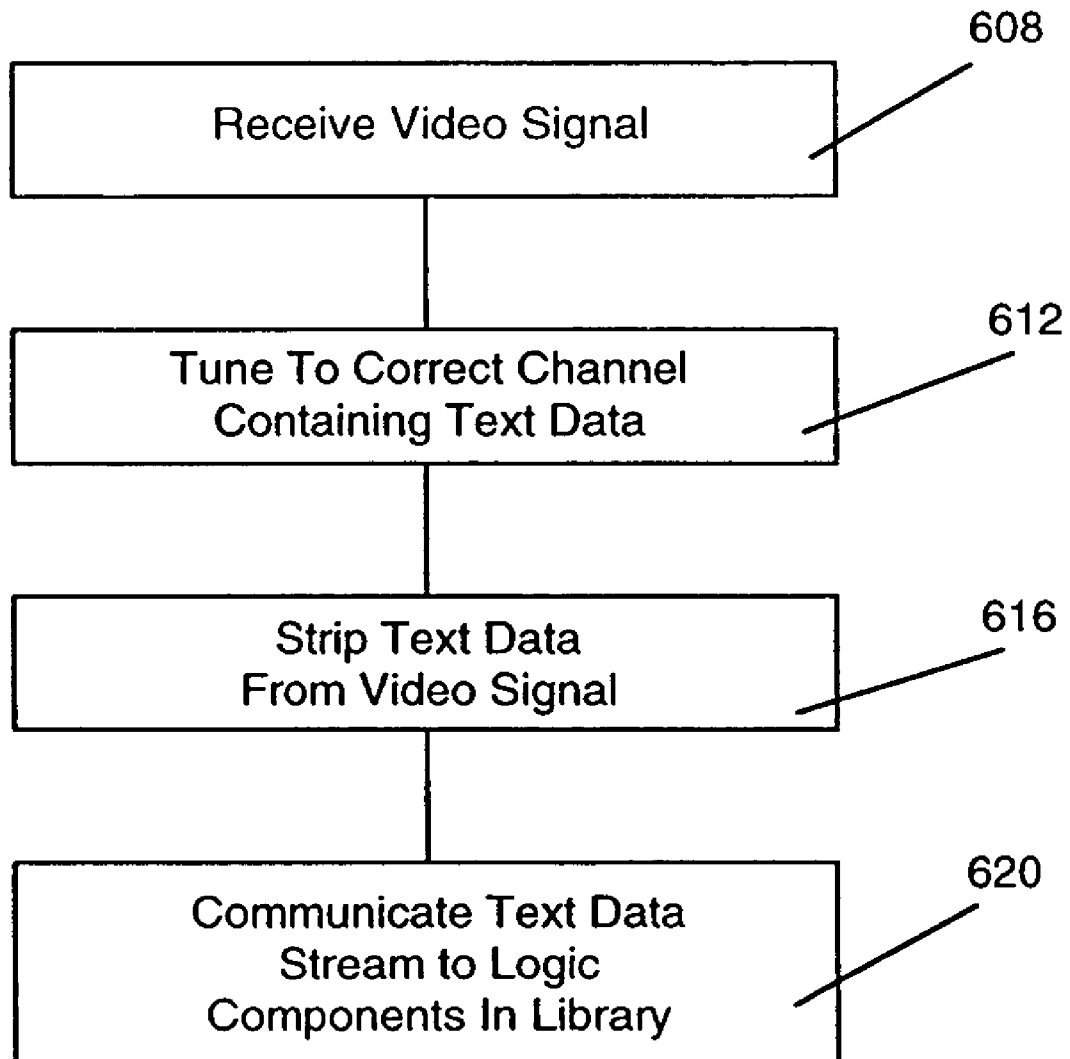 608
Receive Video Signal
612
Tune To Correct Channel
Containing Text Data
616
Strip Text Data
From Video Signal
620
Communicate Text Data
Stream to Logic
Components In Library